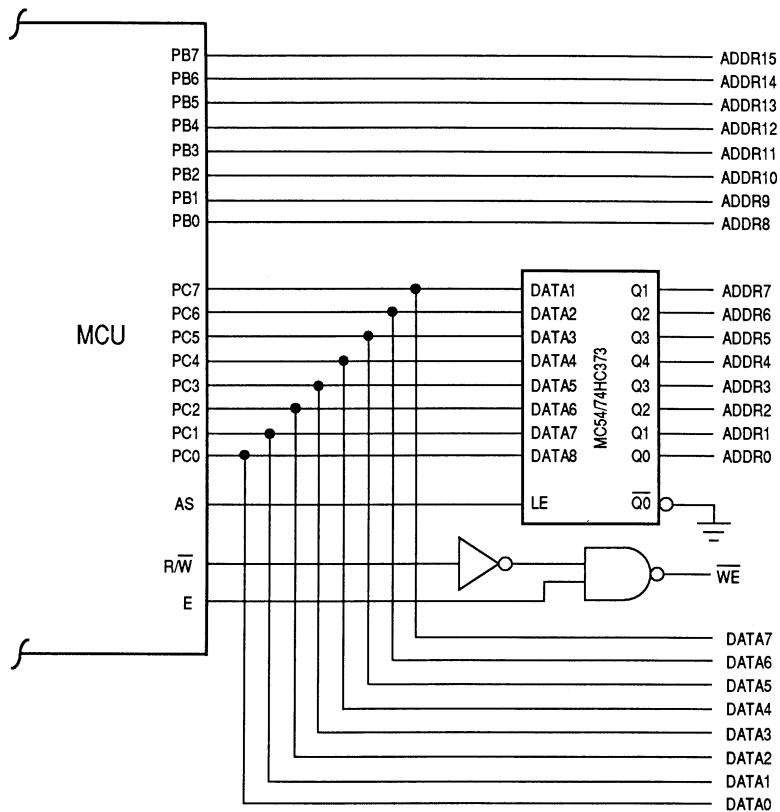 PB7 ADDR15
PB6 ADDR14
PB5 ADDR13
PB4 ADDR12
PB3 ADDR11
PB2 ADDR10
PB1 ADDR9
PB0 ADDR8
MCU
PC7 DATA1 Q1 ADDR7
PC6 DATA2 Q2 ADDR6
PC5 DATA3 Q3 ADDR5
PC4 DATA4 Q4 ADDR4
PC3 DATA5 Q3 ADDR3
PC2 DATA6 Q2 ADDR2
PC1 DATA7 Q1 ADDR1
PC0 DATA8 Q0 ADDR0
MC54/74HC373
AS LE Q̅0̅
R/W̅ W̅E̅
E
DATA7
DATA6
DATA5
DATA4
DATA3
DATA2
DATA1
DATA0